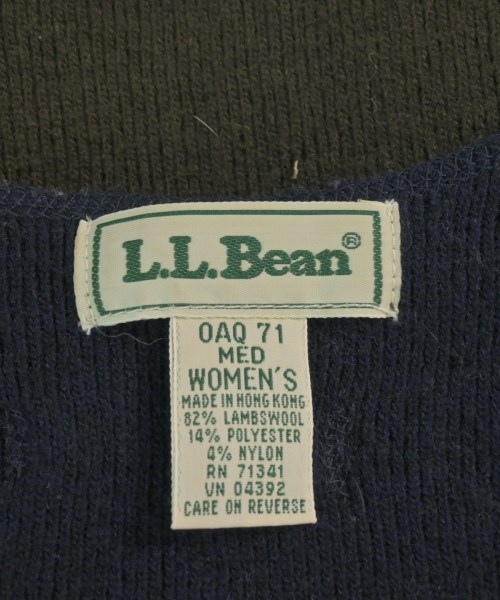 L.L.Bean®
0AQ 71
MED
WOMEN'S
MADE IN HONG KONG
82% LAMBSWOOL
14% POLYESTER
4% NYLON
RN 71341
VN 04392
CARE ON REVERSE